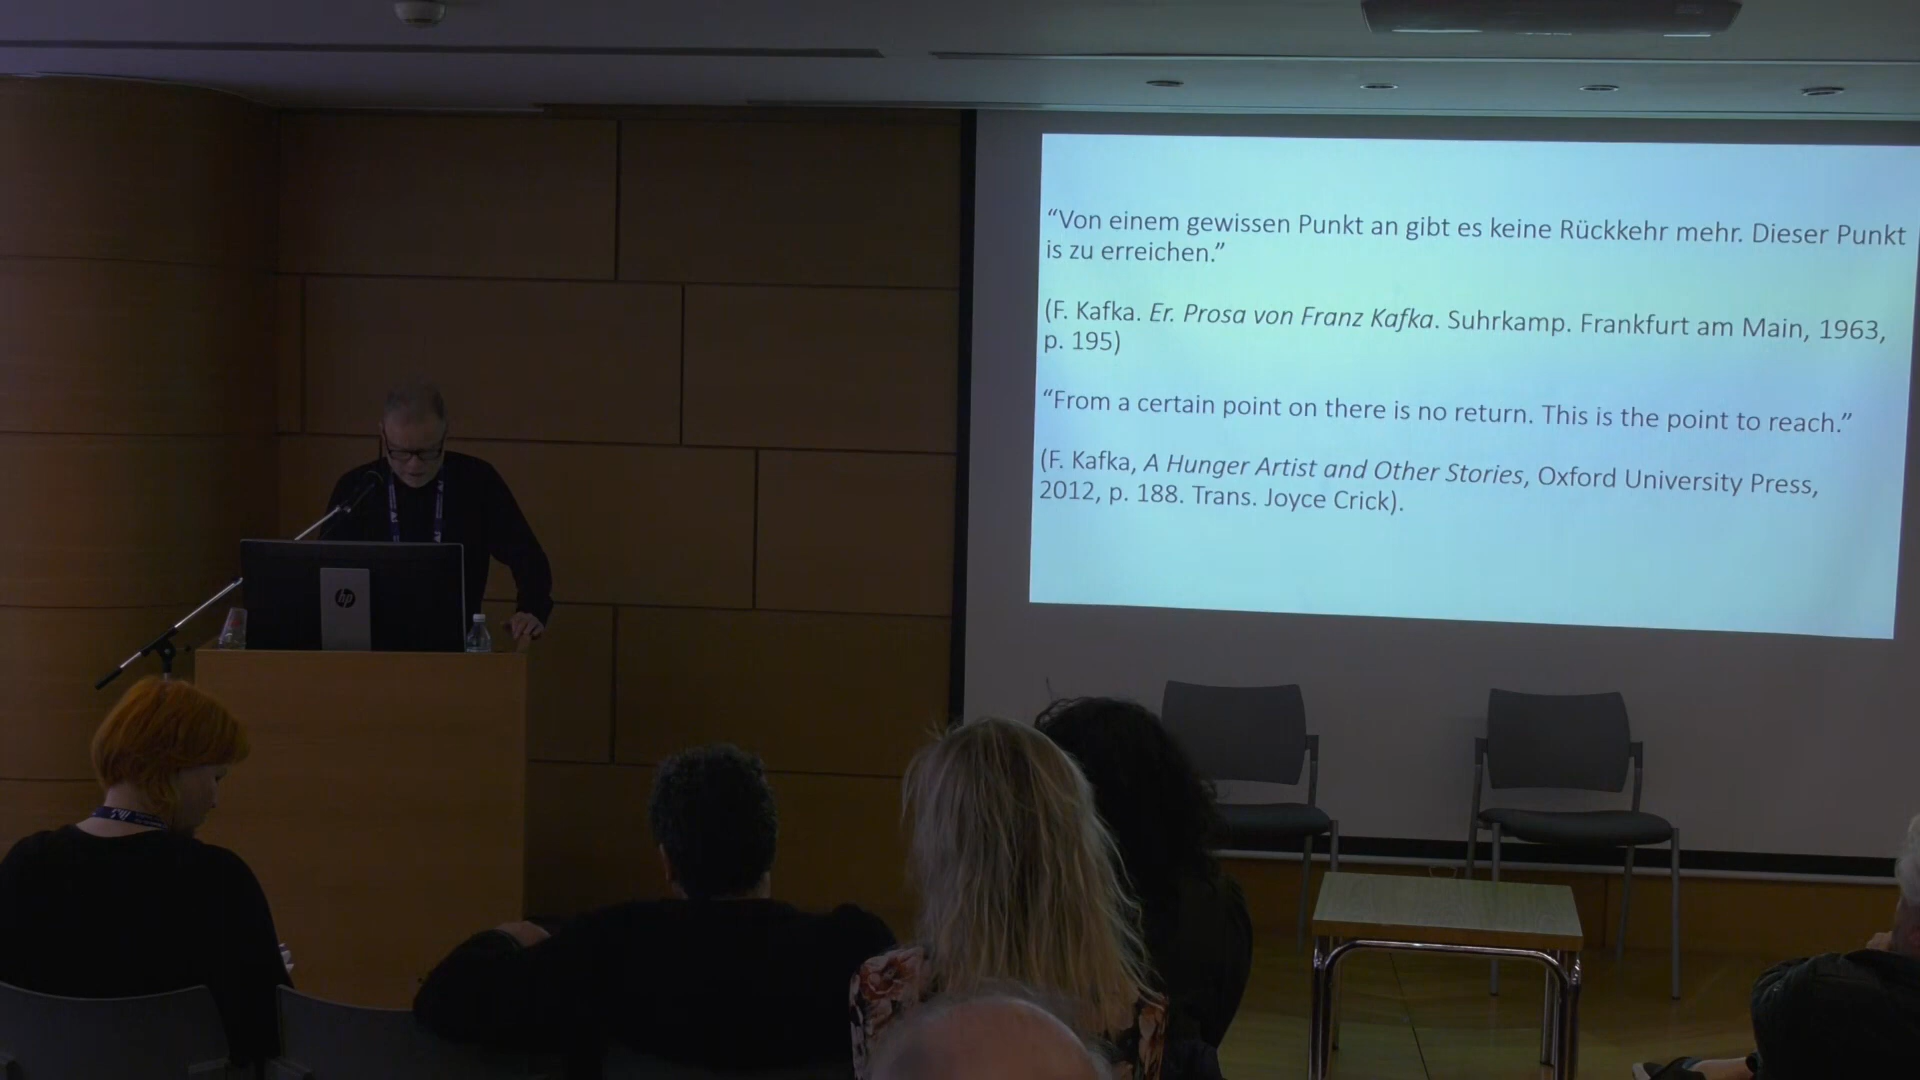 “Von einem gewissen Punkt an gibt es keine Rückkehr mehr. Dieser Punkt
is zu erreichen.”
(F. Kafka. Er. Prosa von Franz Kafka. Suhrkamp. Frankfurt am Main, 1963,
p. 195)
“From a certain point on there is no return. This is the point to reach.”
(F. Kafka, A Hunger Artist and Other Stories, Oxford University Press,
2012, p. 188. Trans. Joyce Crick).
hp